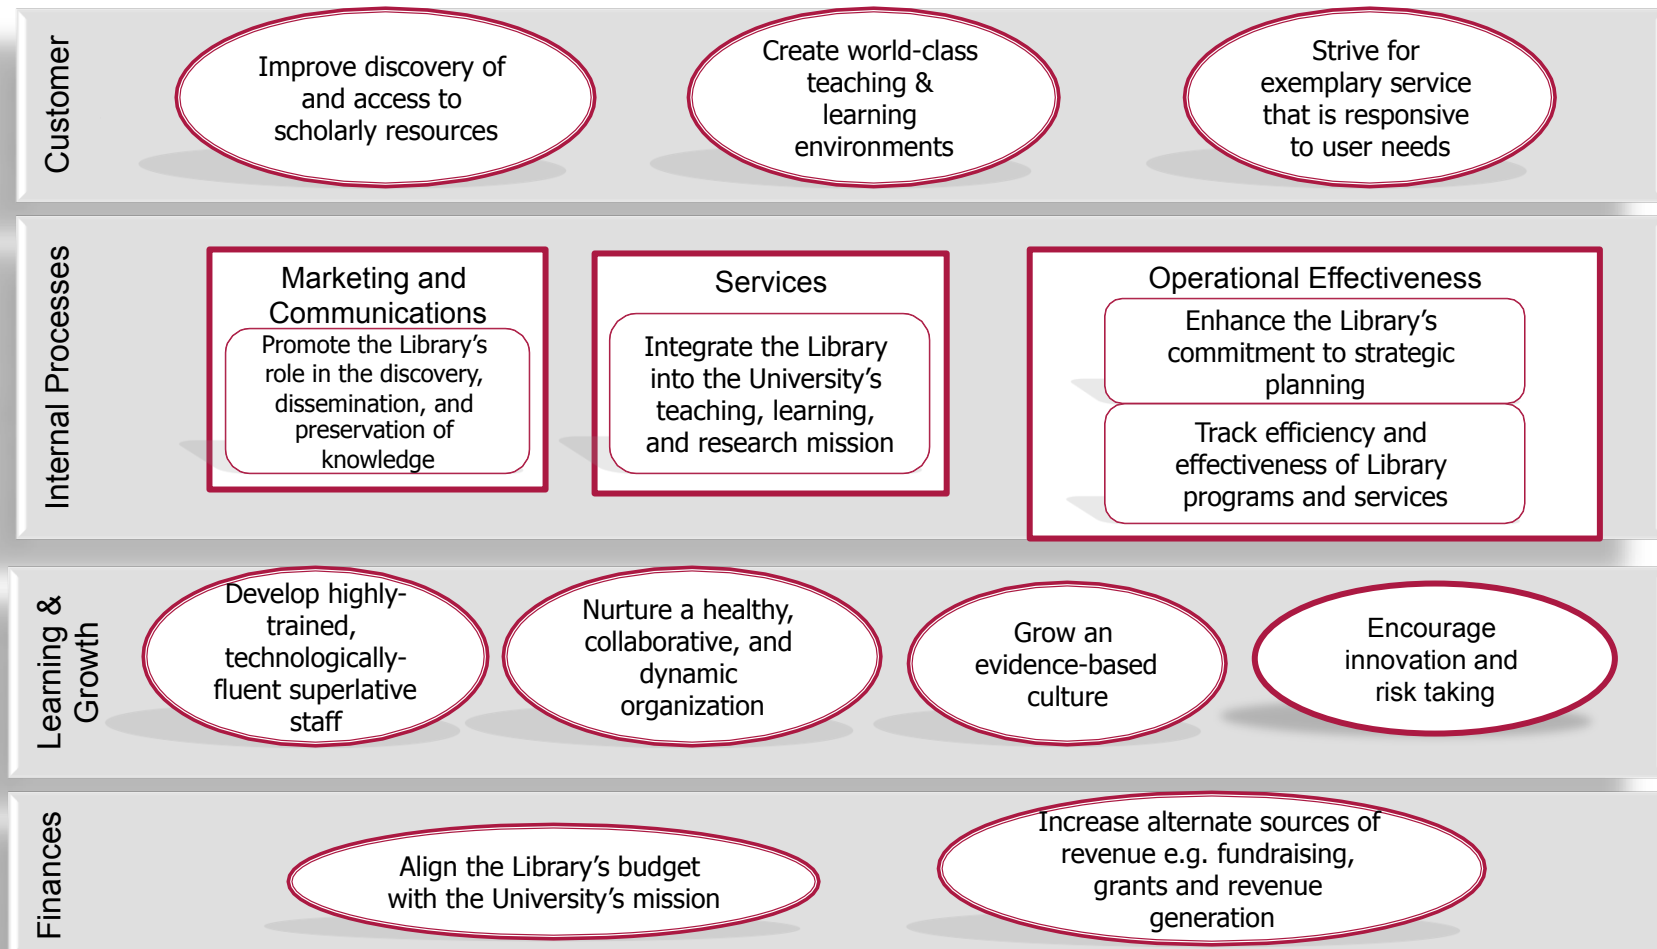 Customer
Improve discovery of
and access to
scholarly resources
Create world-class
teaching &
learning
environments
Strive for
exemplary service
that is responsive
to user needs
Internal Processes
Marketing and
Communications
Promote the Library’s
role in the discovery,
dissemination, and
preservation of
knowledge
Services
Integrate the Library
into the University’s
teaching, learning,
and research mission
Operational Effectiveness
Enhance the Library’s
commitment to strategic
planning
Track efficiency and
effectiveness of Library
programs and services
Learning &
Growth
Develop highly-
trained,
technologically-
fluent superlative
staff
Nurture a healthy,
collaborative, and
dynamic
organization
Grow an
evidence-based
culture
Encourage
innovation and
risk taking
Finances
Align the Library’s budget
with the University’s mission
Increase alternate sources of
revenue e.g. fundraising,
grants and revenue
generation